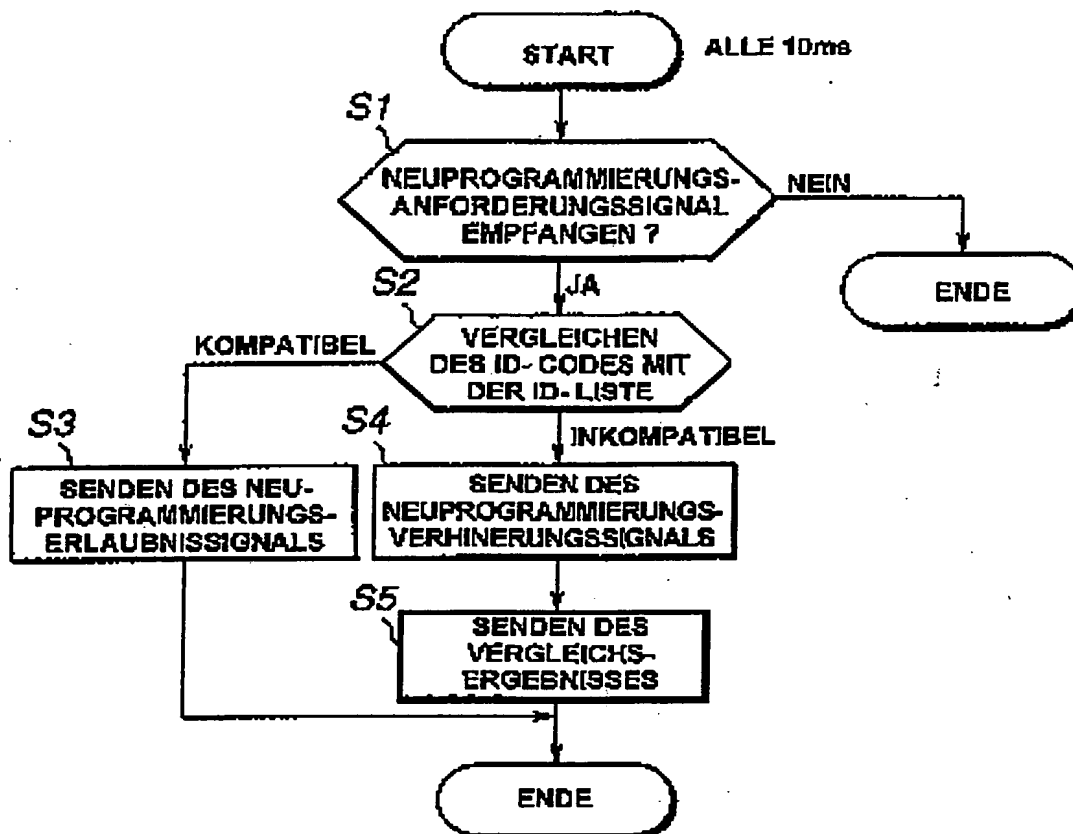 START
ALLE 10ms
S1
NEUPROGRAMMIERUNGS-
ANFORDERUNGSSIGNAL
EMPFANGEN ?
NEIN
ENDE
JA
S2
VERGLEICHEN
DES ID- CODES MIT
DER ID- LISTE
KOMPATIBEL
INKOMPATIBEL
S3
SENDEN DES NEU-
PROGRAMMIERUNGS-
ERLAUBNISSIGNALS
S4
SENDEN DES
NEUPROGRAMMIERUNGS-
VERHINERUNGSSIGNALS
S5
SENDEN DES
VERGLEICHS-
ERGEBNISSES
ENDE